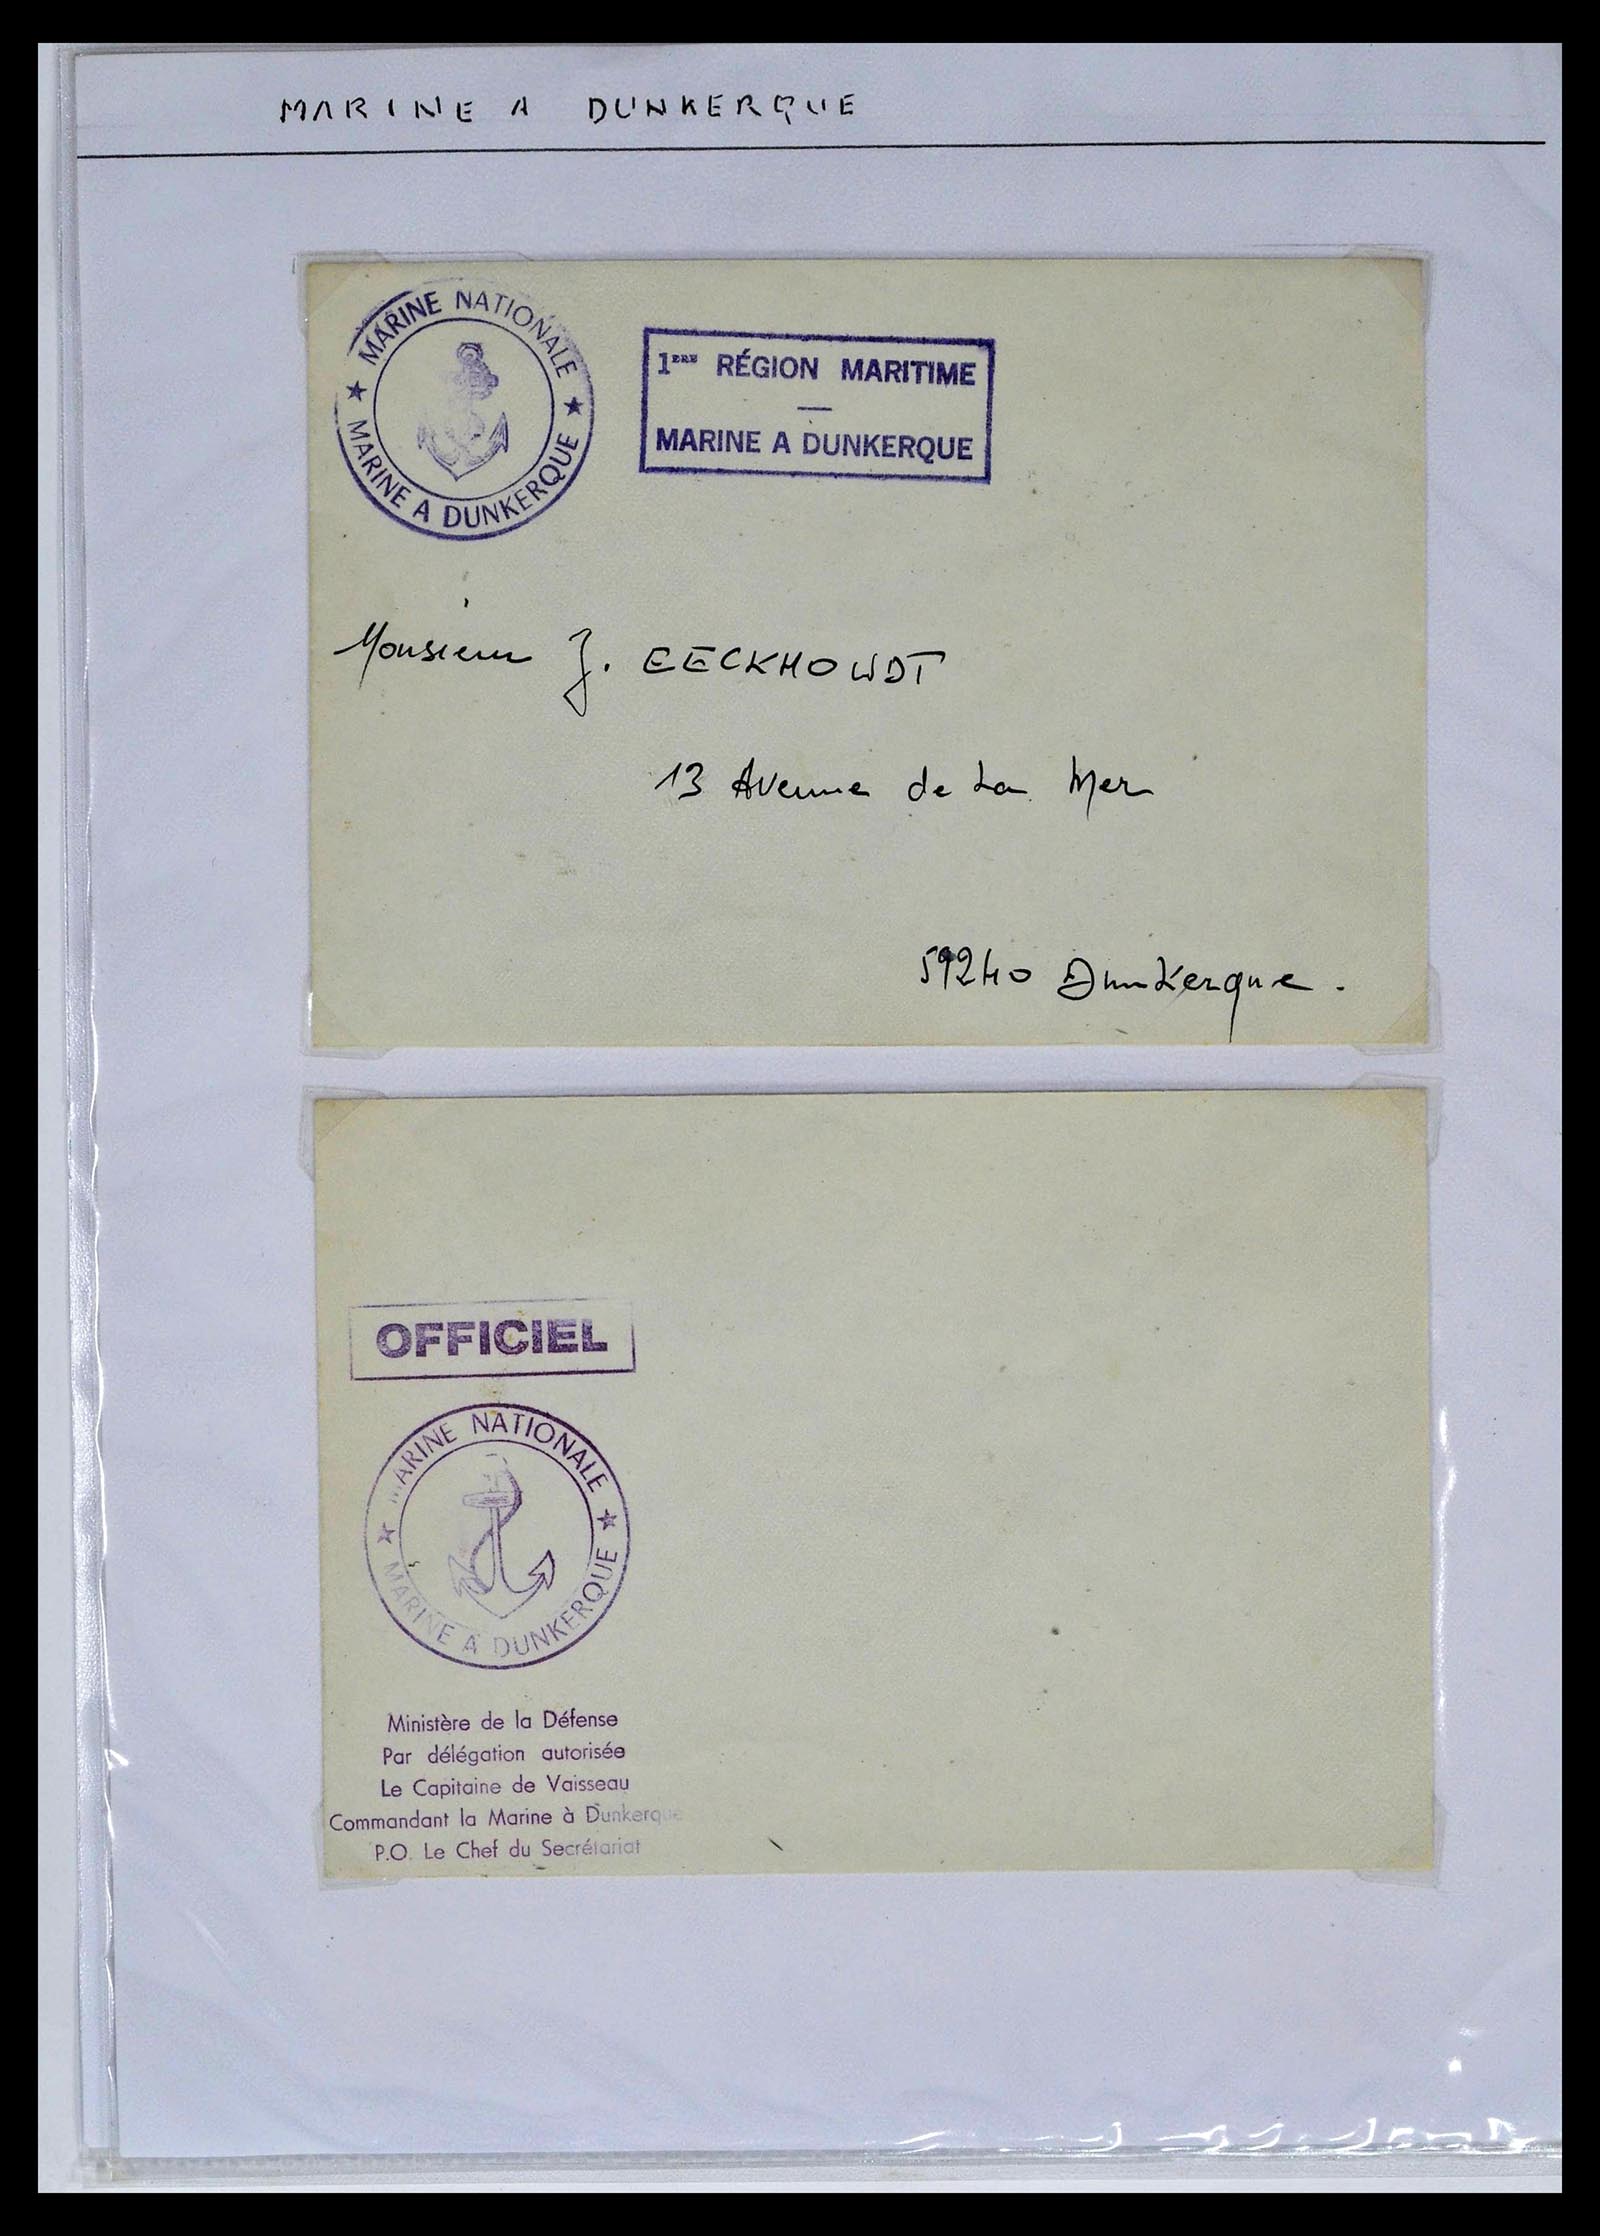 MARINE A DUNKERQUE
MARINE NATIONALE
MARINE A DUNKERQUE
1ERE RÉGION MARITIME
—
MARINE A DUNKERQUE
Monsieur J. EECKHOWDT
13 Avenue de La Mer
59240 Dunkerque.
OFFICIEL
MARINE NATIONALE
MARINE A DUNKERQUE
Ministère de la Défense
Par délégation autorisée
Le Capitaine de Vaisseau
Commandant la Marine à Dunkerque
P.O. Le Chef du Secrétariat